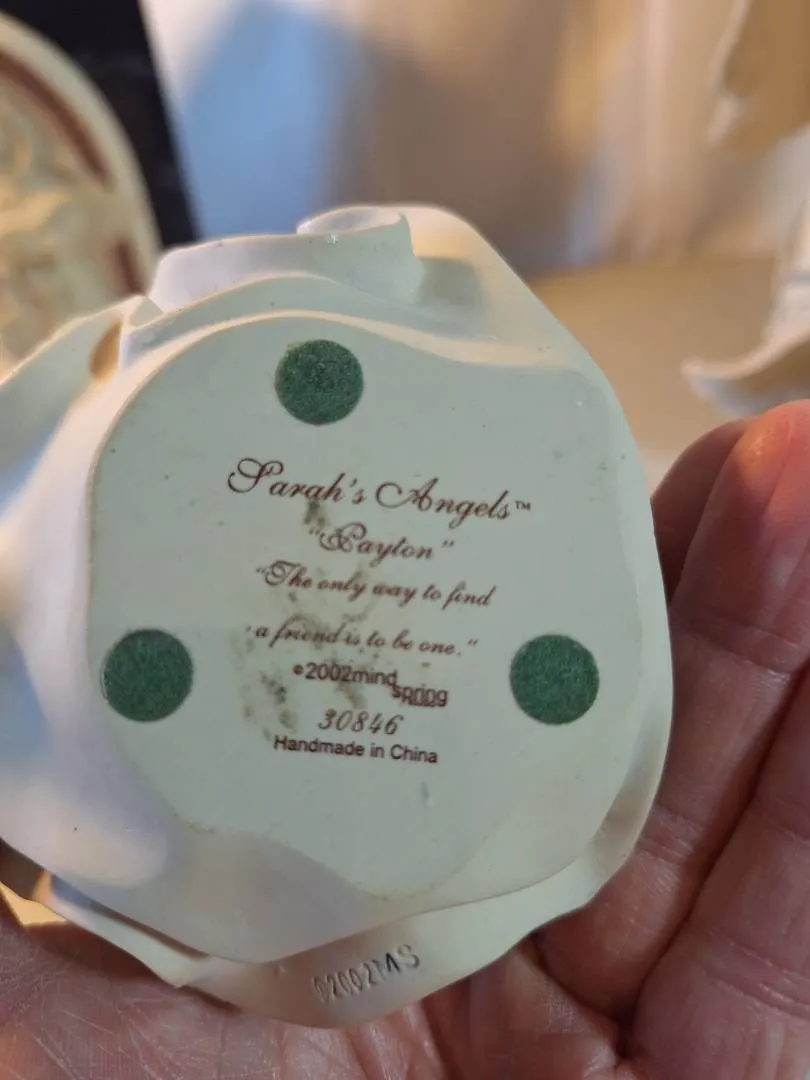 Sarah's Angels™
"Payton"
"The only way to find
a friend is to be one."
©2002mind
spring
30846
Handmade in China
©2002MS